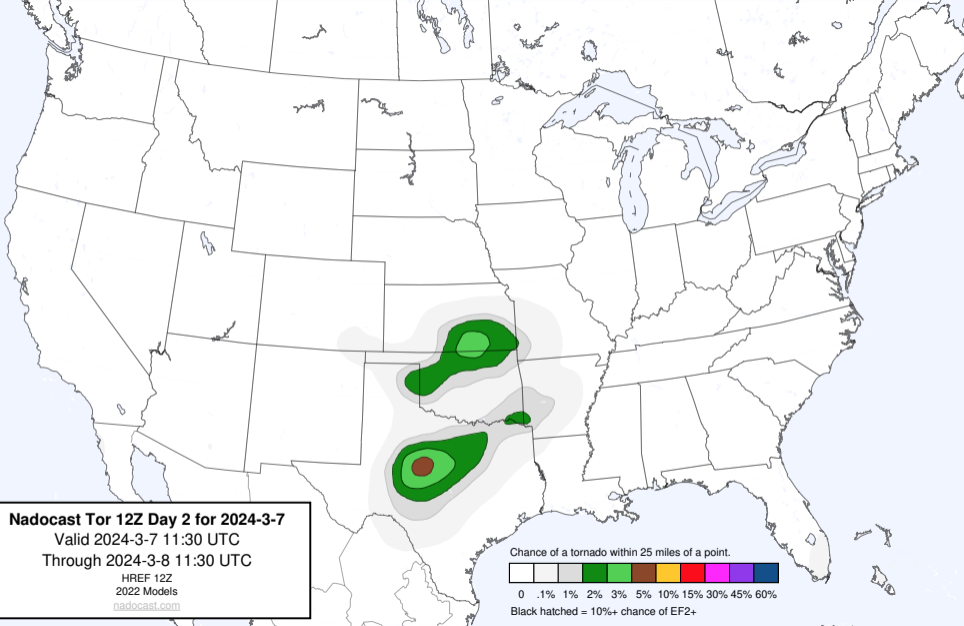 Nadocast Tor 12Z Day 2 for 2024-3-7
Valid 2024-3-7 11:30 UTC
Through 2024-3-8 11:30 UTC
HREF 12Z
2022 Models
nadocast.com
Chance of a tornado within 25 miles of a point.
0 .1% 1% 2% 3% 5% 10% 15% 30% 45% 60%
Black hatched = 10%+ chance of EF2+